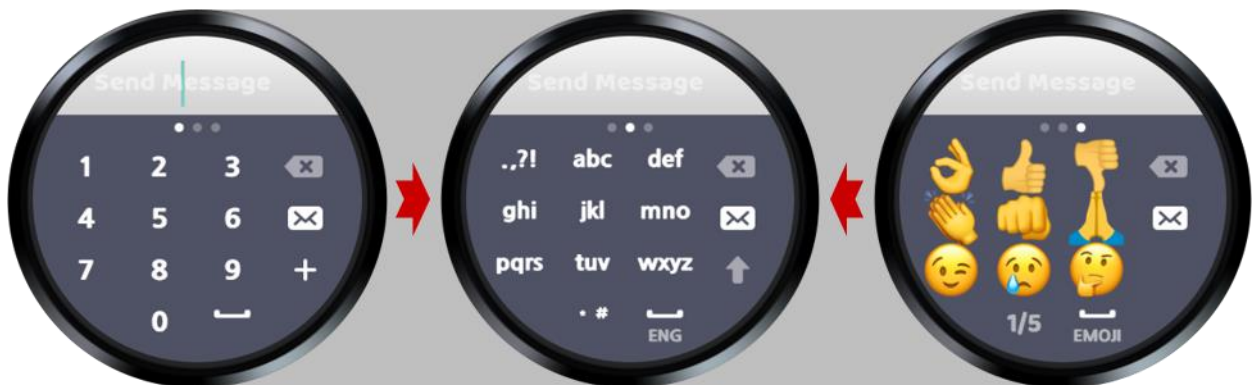 Send Message
1 2 3
4 5 6
7 8 9 +
0
Send Message
.,?! abc def
ghi jkl mno
pqrs tuv wxyz
· #
ENG
Send Message
1/5
EMOJI